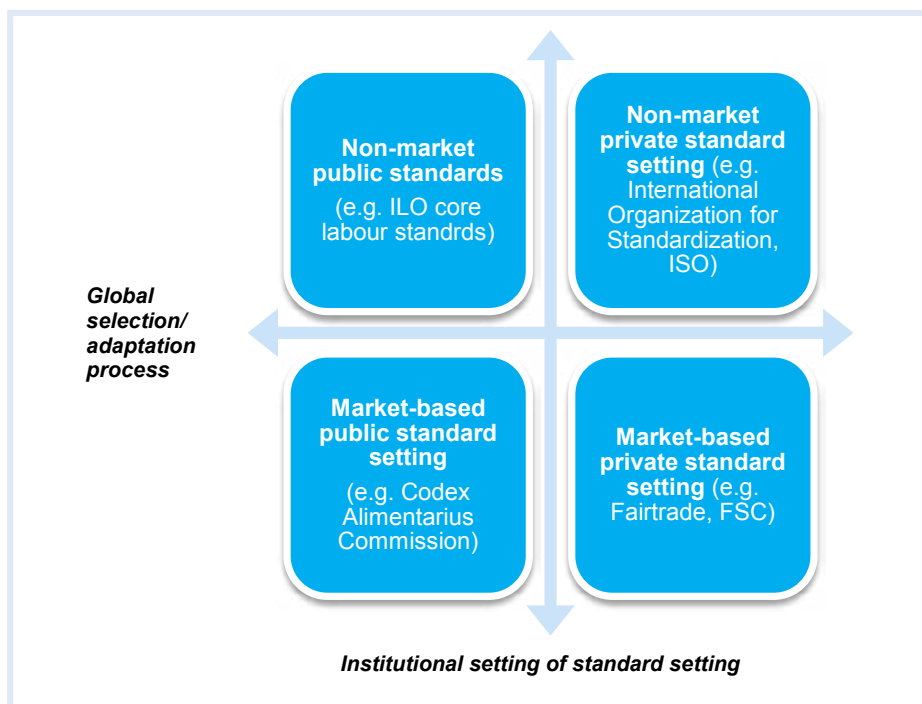 Non-market
public standards
(e.g. ILO core
labour standrds)
Non-market
private standard
setting (e.g.
International
Organization for
Standardization,
ISO)
Global
selection/
adaptation
process
Market-based
public standard
setting
(e.g. Codex
Alimentarius
Commission)
Market-based
private standard
setting (e.g.
Fairtrade, FSC)
Institutional setting of standard setting